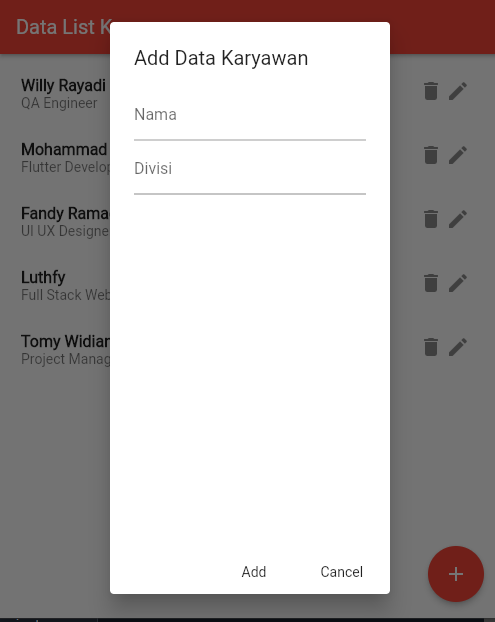 Data List K
Add Data Karyawan
Nama
Divisi
Willy Rayadi
QA Engineer
Mohammad
Flutter Develop
Fandy Rama
UI UX Designe
Luthfy
Full Stack Web
Tomy Widian
Project Manag
Add
Cancel